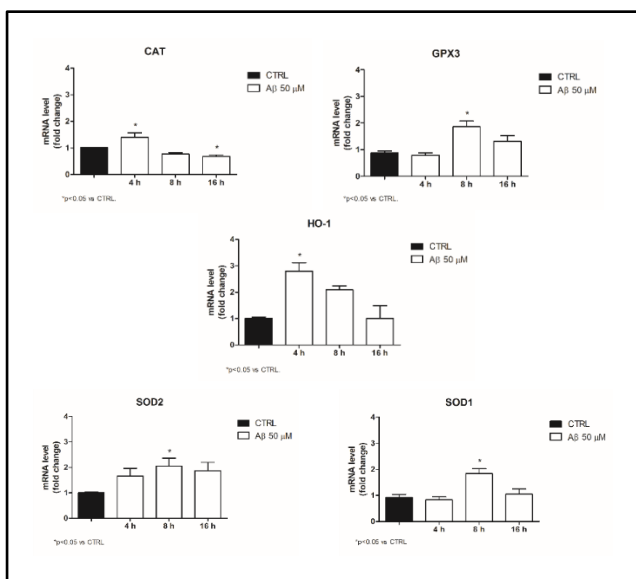 CAT
CTRL
Aβ 50 μM
mRNA level
(fold change)
4
3
2
1
0
*
*
4 h 8 h 16 h
*p<0.05 vs CTRL.
GPX3
CTRL
Aβ 50 μM
mRNA level
(fold change)
4
3
2
1
0
*
4 h 8 h 16 h
*p<0.05 vs CTRL.
HO-1
CTRL
Aβ 50 μM
mRNA level
(fold change)
4
3
2
1
0
*
4 h 8 h 16 h
*p<0.05 vs CTRL.
SOD2
CTRL
Aβ 50 μM
mRNA level
(fold change)
4
3
2
1
0
*
4 h 8 h 16 h
*p<0.05 vs CTRL
SOD1
CTRL
Aβ 50 μM
mRNA level
(fold change)
4
3
2
1
0
*
4 h 8 h 16 h
*p<0.05 vs CTRL